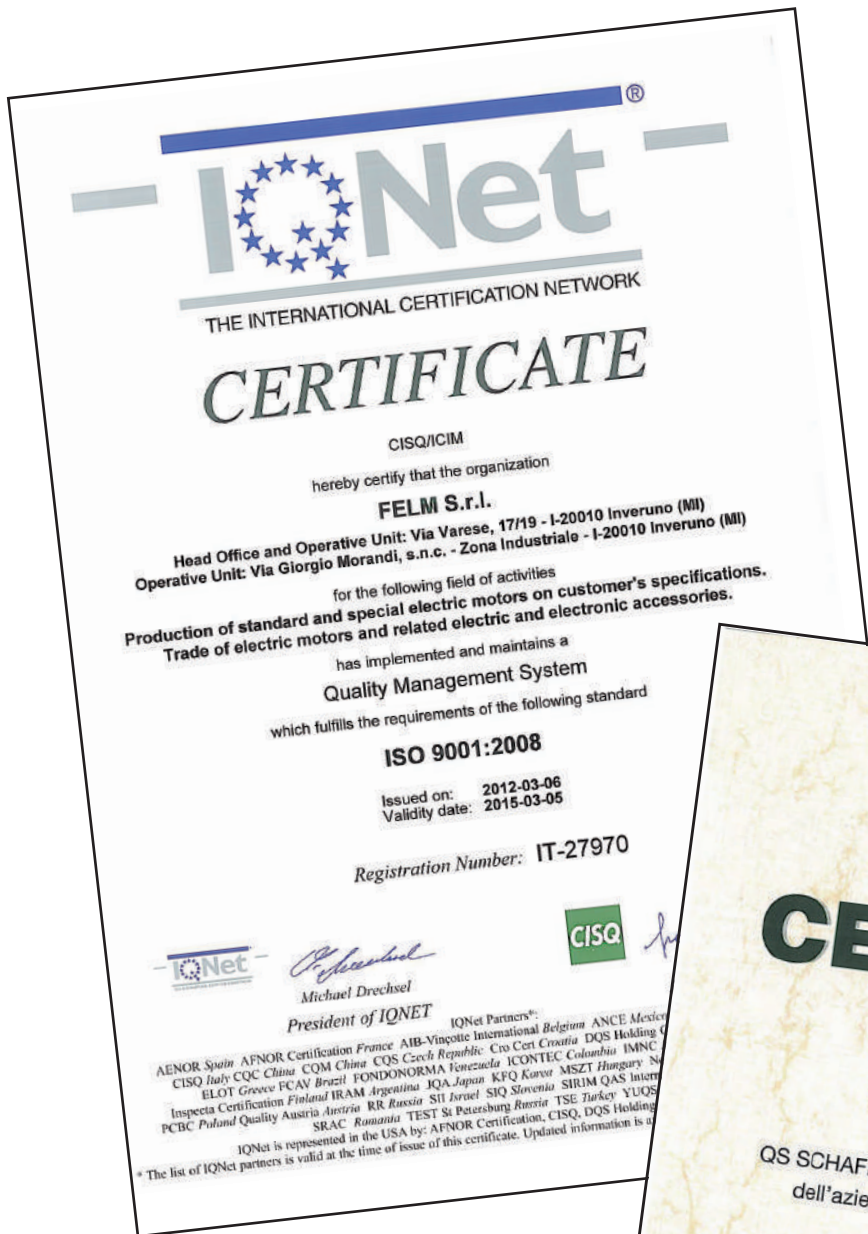 IQNet ®
THE INTERNATIONAL CERTIFICATION NETWORK
CERTIFICATE
CISQ/ICIM
hereby certify that the organization
FELM S.r.l.
Head Office and Operative Unit: Via Varese, 17/19 - I-20010 Inveruno (MI)
Operative Unit: Via Giorgio Morandi, s.n.c. - Zona Industriale - I-20010 Inveruno (MI)
for the following field of activities
Production of standard and special electric motors on customer's specifications.
Trade of electric motors and related electric and electronic accessories.
has implemented and maintains a
Quality Management System
which fulfills the requirements of the following standard
ISO 9001:2008
Issued on: 2012-03-06
Validity date: 2015-03-05
Registration Number: IT-27970
IQNet
CISQ
Michael Drechsel
President of IQNET
IQNet Partners*:
AENOR Spain AFNOR Certification France AIB-Vinçotte International Belgium ANCE Mexico
CISQ Italy CQC China CQM China CQS Czech Republic Cro Cert Croatia DQS Holding
ELOT Greece FCAV Brazil FONDONORMA Venezuela ICONTEC Colombia IMNC
Inspecta Certification Finland IRAM Argentina JQA Japan KFQ Korea MSZT Hungary
PCBC Poland Quality Austria Austria RR Russia SII Israel SIQ Slovenia SIRIM QAS
SRAC Romania TEST St Petersburg Russia TSE Turkey YUQS
IQNet is represented in the USA by: AFNOR Certification, CISQ, DQS Holding
* The list of IQNet partners is valid at the time of issue of this certificate. Updated information is
CE
QS SCHAF
dell'azie